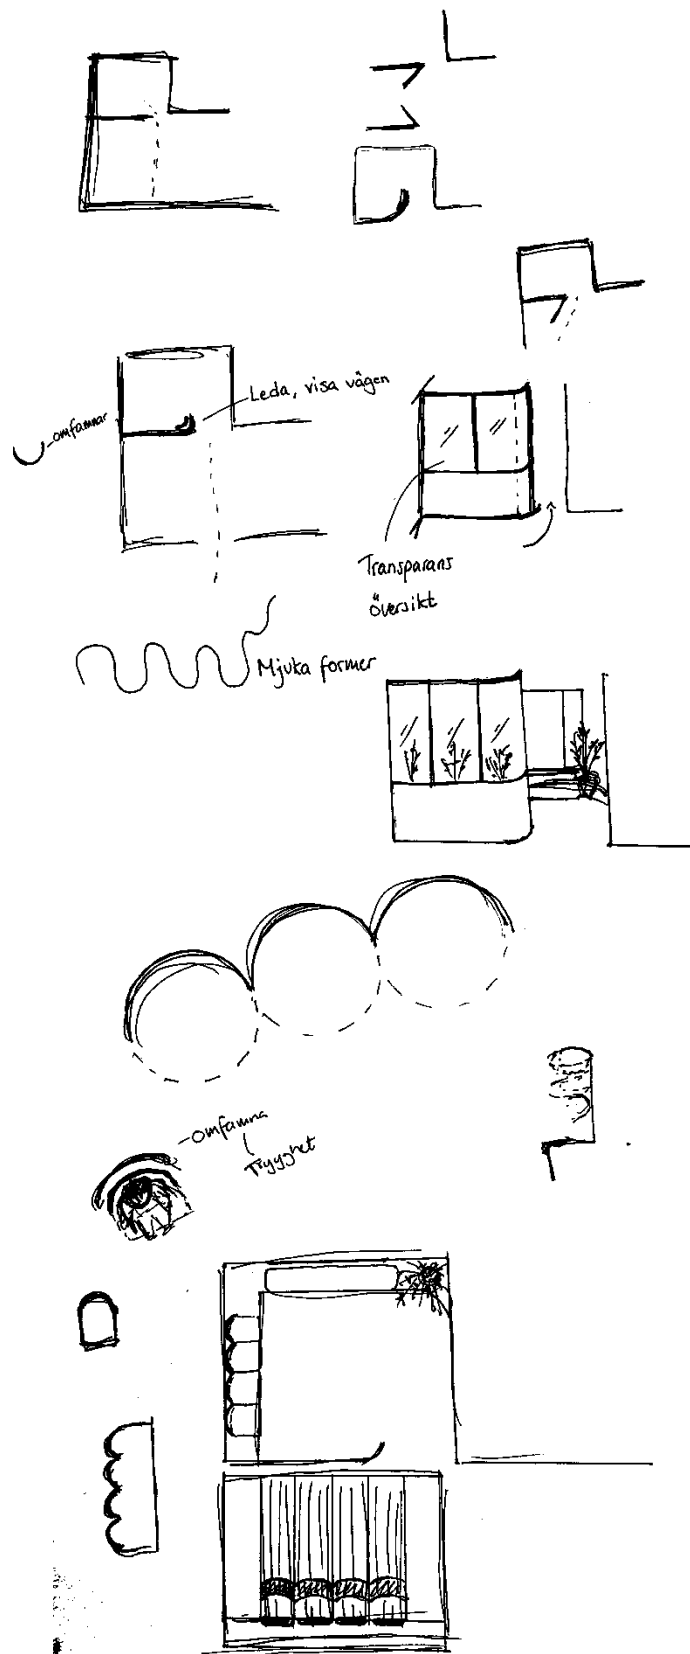 Leda, visa vägen
omfamnar
Transparans
översikt
Mjuka former
Omfamna
Trygghet